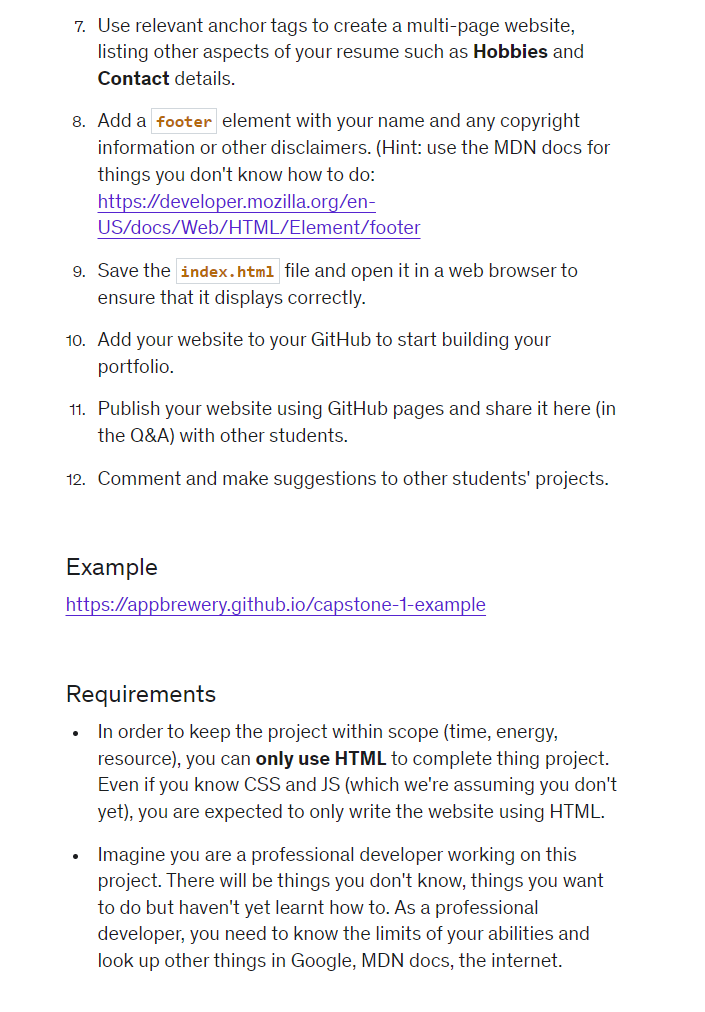 7. Use relevant anchor tags to create a multi-page website,
listing other aspects of your resume such as Hobbies and
Contact details.
8. Add a footer element with your name and any copyright
information or other disclaimers. (Hint: use the MDN docs for
things you don't know how to do:
https://developer.mozilla.org/en-
US/docs/Web/HTML/Element/footer
9. Save the index.html file and open it in a web browser to
ensure that it displays correctly.
10. Add your website to your GitHub to start building your
portfolio.
11. Publish your website using GitHub pages and share it here (in
the Q&A) with other students.
12. Comment and make suggestions to other students' projects.
Example
https://appbrewery.github.io/capstone-1-example
Requirements
• In order to keep the project within scope (time, energy,
resource), you can only use HTML to complete thing project.
Even if you know CSS and JS (which we're assuming you don't
yet), you are expected to only write the website using HTML.
• Imagine you are a professional developer working on this
project. There will be things you don't know, things you want
to do but haven't yet learnt how to. As a professional
developer, you need to know the limits of your abilities and
look up other things in Google, MDN docs, the internet.